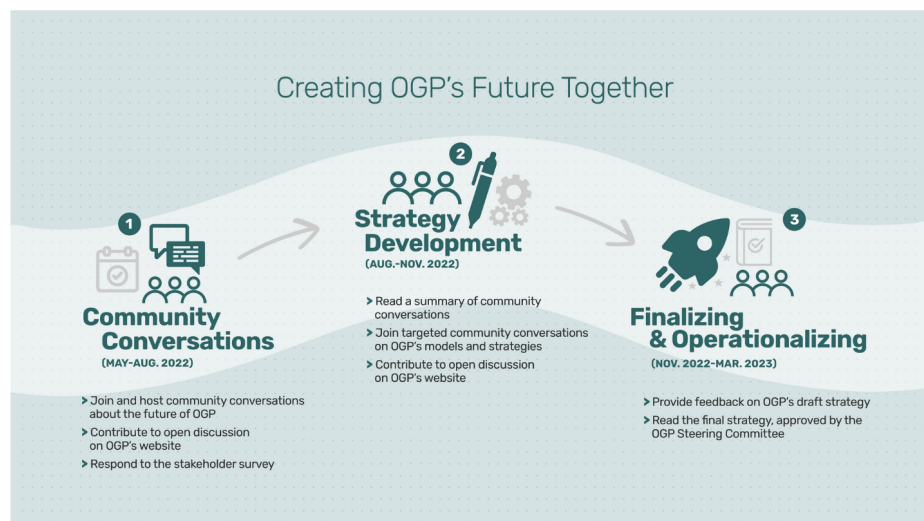 Creating OGP's Future Together
1
Community
Conversations
(MAY-AUG. 2022)
> Join and host community conversations
about the future of OGP
> Contribute to open discussion
on OGP's website
> Respond to the stakeholder survey
2
Strategy
Development
(AUG.-NOV. 2022)
> Read a summary of community
conversations
> Join targeted community conversations
on OGP's models and strategies
> Contribute to open discussion
on OGP's website
3
Finalizing
& Operationalizing
(NOV. 2022-MAR. 2023)
> Provide feedback on OGP's draft strategy
> Read the final strategy, approved by the
OGP Steering Committee